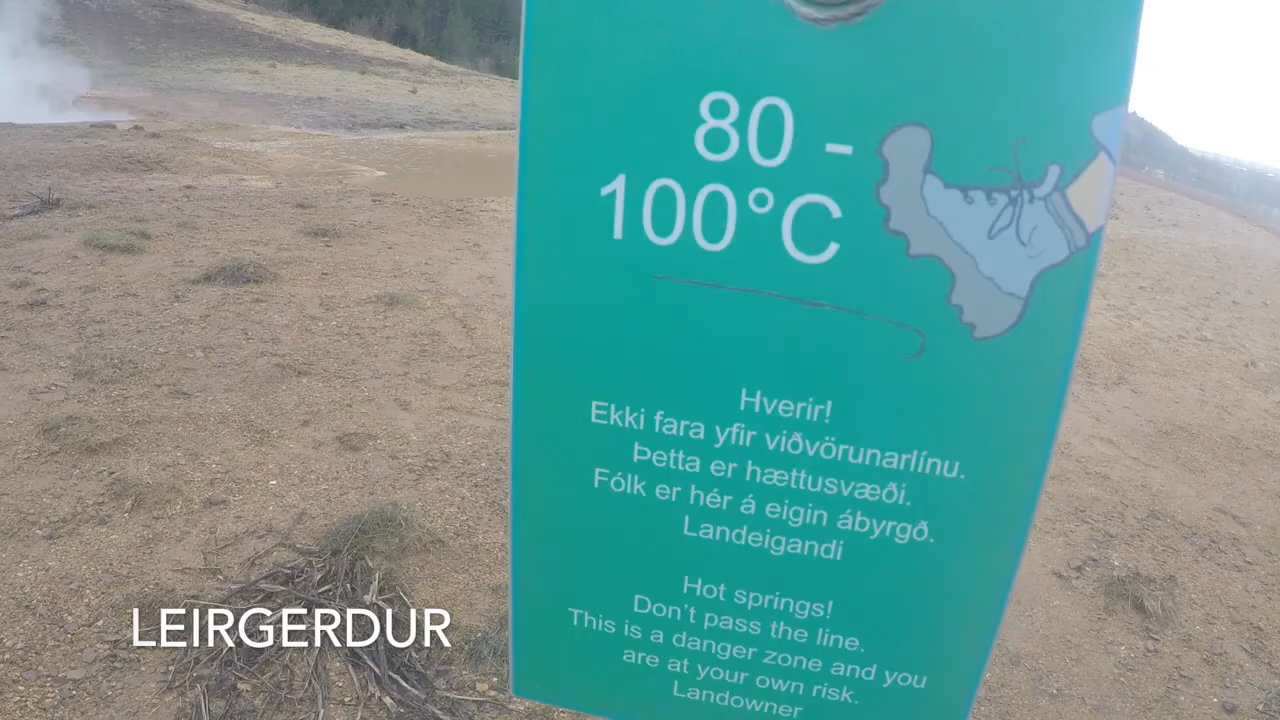 80 -
100°C
Hverir!
Ekki fara yfir viðvörunarlínu.
Þetta er hættusvæði.
Fólk er hér á eigin ábyrgð.
Landeigandi
Hot springs!
Don't pass the line.
This is a danger zone and you
are at your own risk.
Landowner
LEIRGERDUR